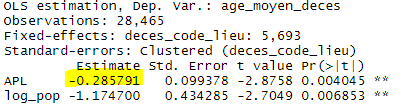 OLS estimation, Dep. Var.: age_moyen_deces
Observations: 28,465
Fixed-effects: deces_code_lieu: 5,693
Standard-errors: Clustered (deces_code_lieu)
Estimate Std. Error t value Pr(>|t|)
APL -0.285791 0.099378 -2.8758 0.004045 **
log_pop -1.174700 0.434285 -2.7049 0.006853 **